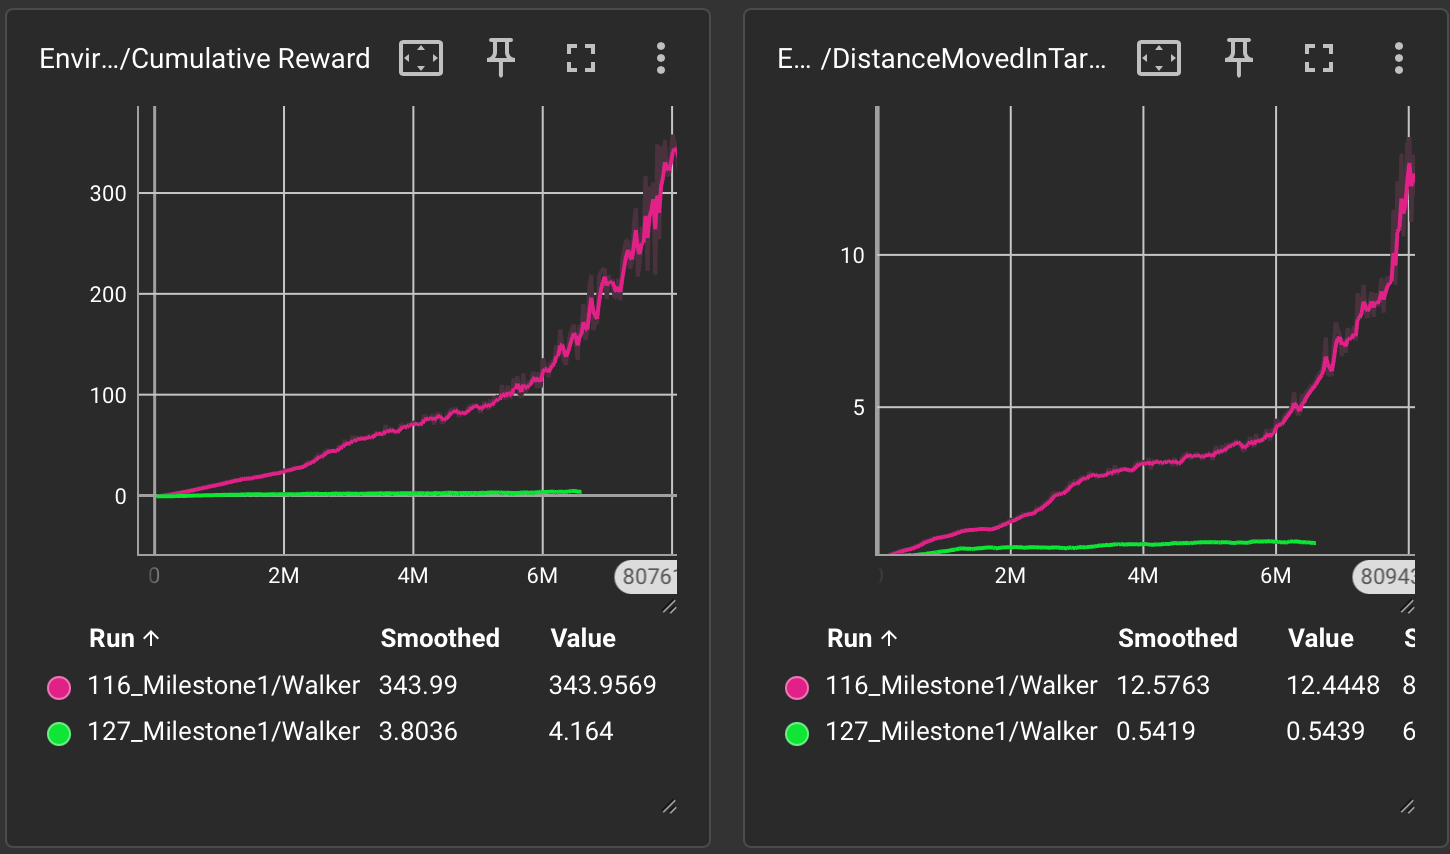 Envir.../Cumulative Reward
300
200
100
0
0 2M 4M 6M 80761
Run ↑ Smoothed Value
116_Milestone1/Walker 343.99 343.9569
127_Milestone1/Walker 3.8036 4.164
E... /DistanceMovedInTar...
10
5
2M 4M 6M 80943
Run ↑ Smoothed Value S
116_Milestone1/Walker 12.5763 12.4448 8
127_Milestone1/Walker 0.5419 0.5439 6